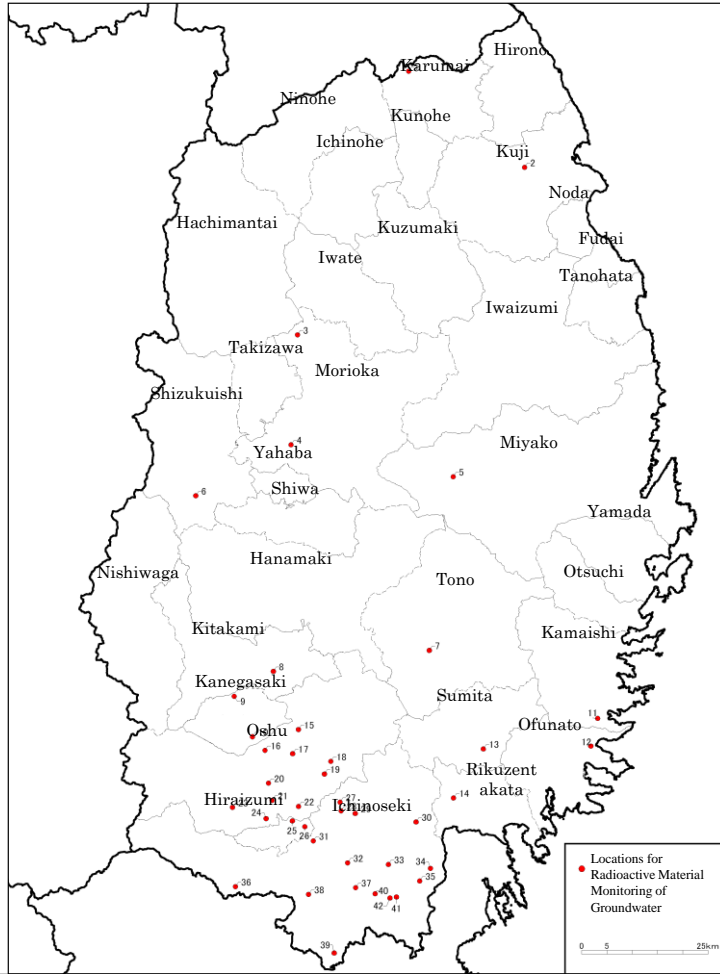 Hirono
Karumai
Ninohe
Kunohe
Ichinohe
Kuji
2
Noda
Hachimantai
Kuzumaki
Fudai
Iwate
Tanohata
Iwaizumi
3
Takizawa
Morioka
Shizukuishi
4
Miyako
Yahaba
5
Shiwa
6
Yamada
Hanamaki
Nishiwaga
Otsuchi
Tono
Kitakami
Kamaishi
7
8
Kanegasaki
9
Sumita
11
Ofunato
15
Oshu
12
13
16
17
18
Rikuzent
akata
19
20
14
21
Hiraizumi
22
27
Ichinoseki
24
25
30
26
31
32
33
34
35
36
37
38
40
42
41
39
Locations for
Radioactive Material
Monitoring of
Groundwater
0 5 25km